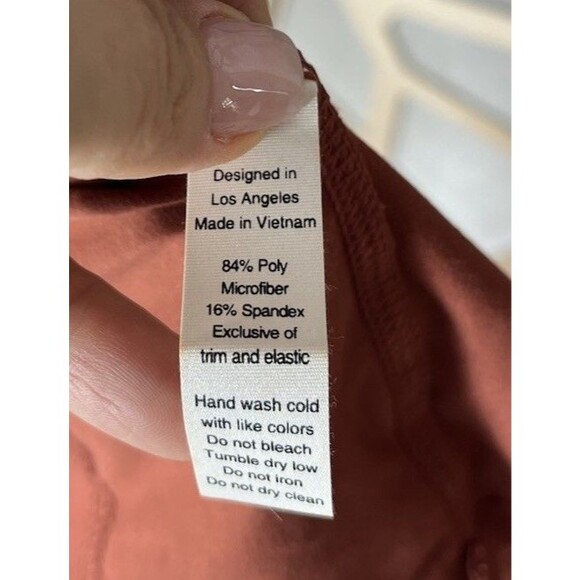 Designed in
Los Angeles
Made in Vietnam
84% Poly
Microfiber
16% Spandex
Exclusive of
trim and elastic
Hand wash cold
with like colors
Do not bleach
Tumble dry low
Do not iron
Do not dry clean